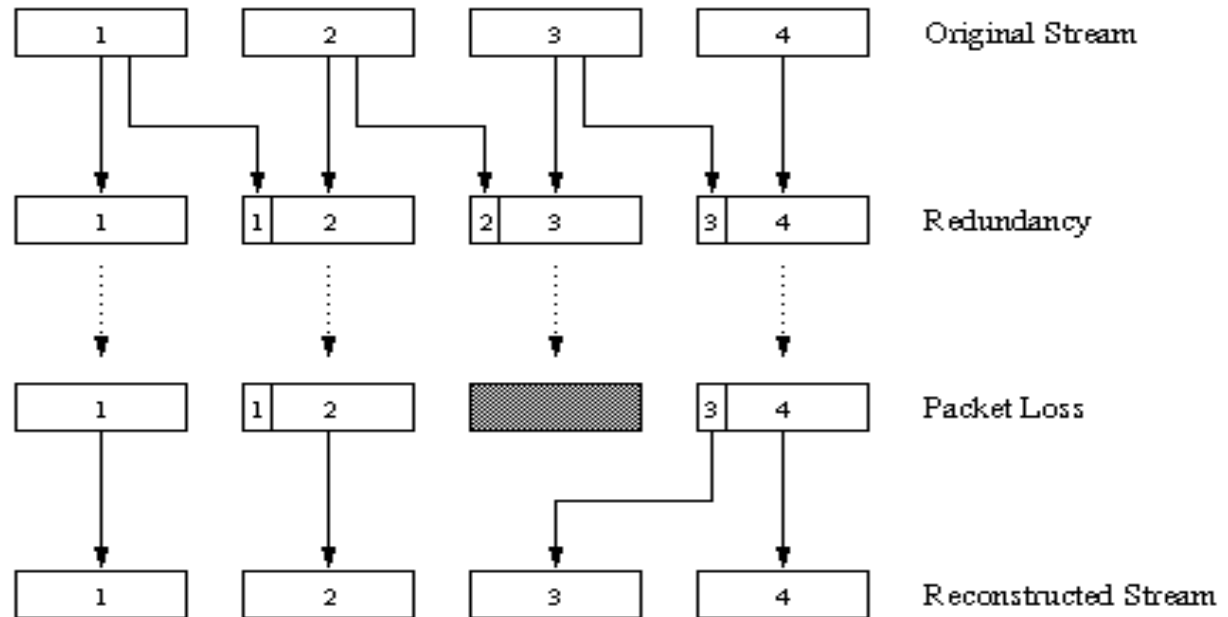 1 2 3 4 Original Stream
1 1 2 2 3 3 4 Redundancy
1 1 2 3 4 Packet Loss
1 2 3 4 Reconstructed Stream